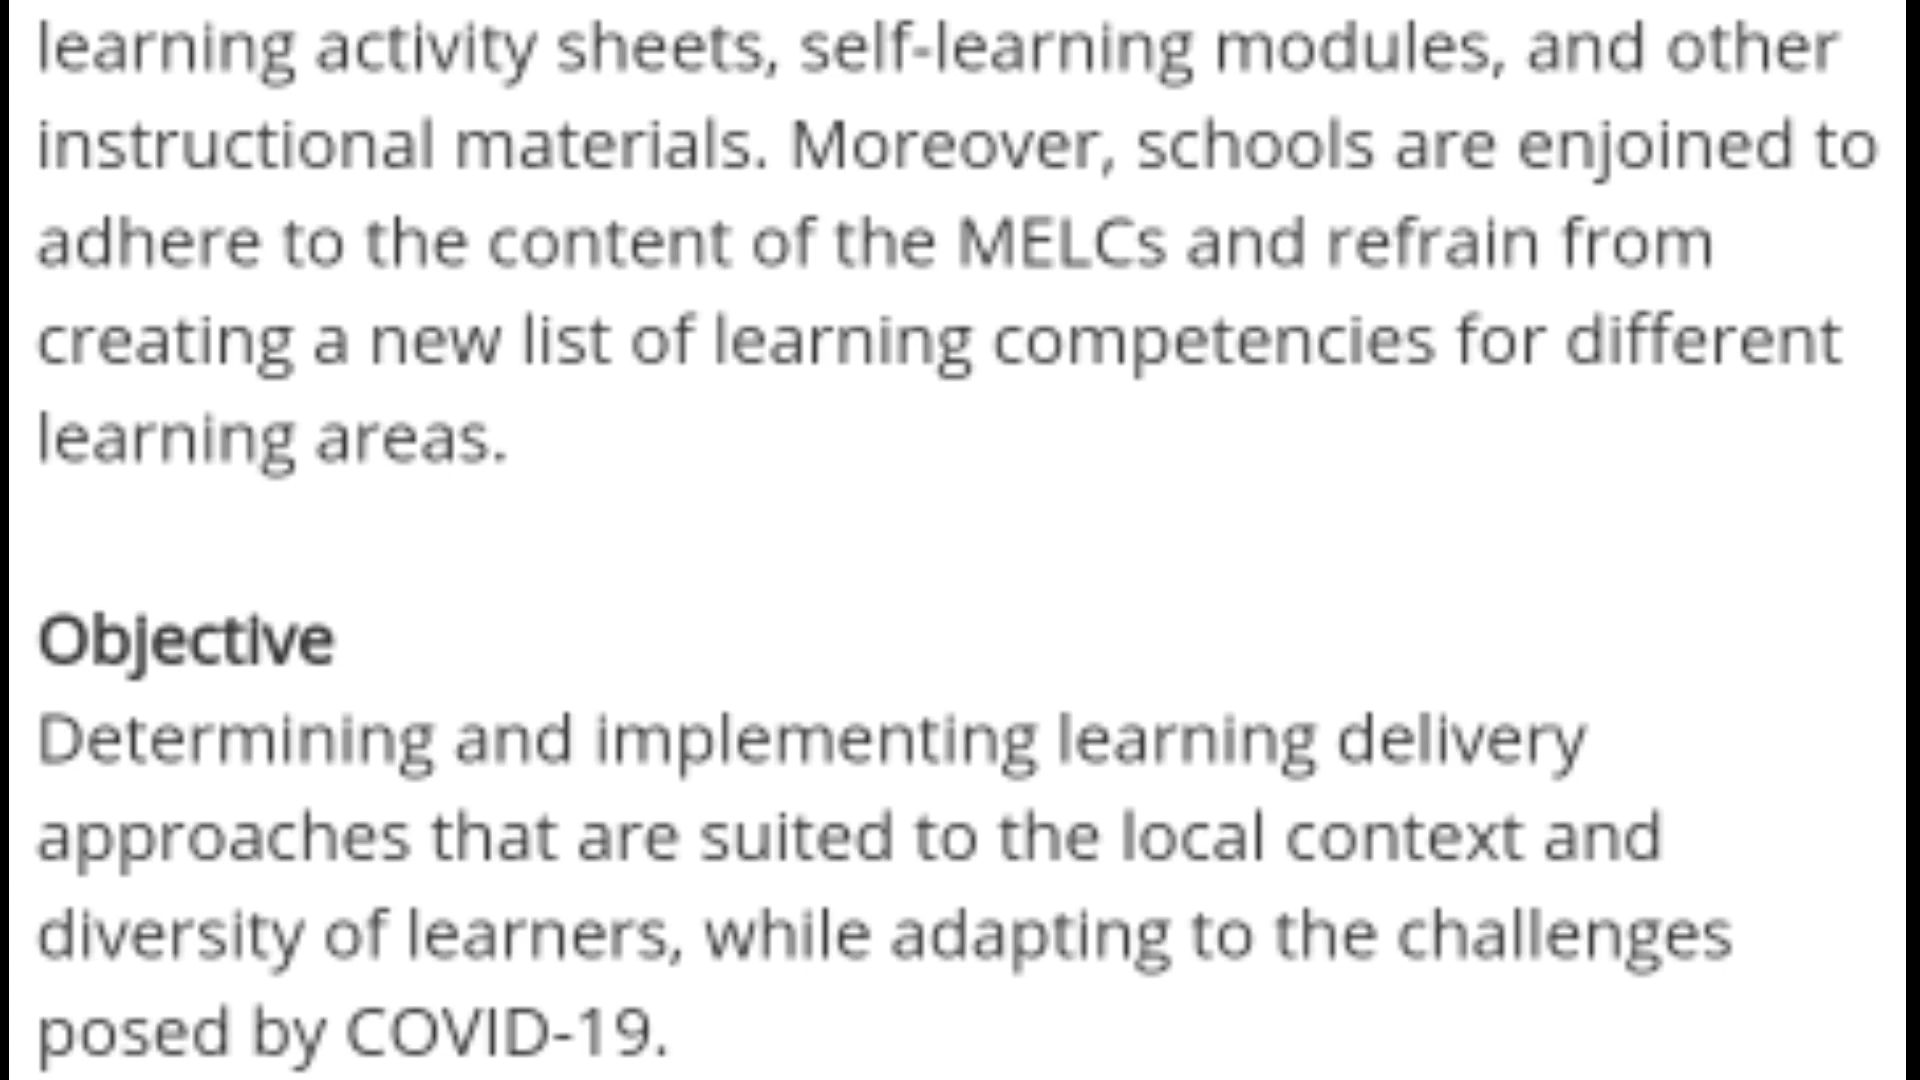 learning activity sheets, self-learning modules, and other
instructional materials. Moreover, schools are enjoined to
adhere to the content of the MELCs and refrain from
creating a new list of learning competencies for different
learning areas.
Objective
Determining and implementing learning delivery
approaches that are suited to the local context and
diversity of learners, while adapting to the challenges
posed by COVID-19.